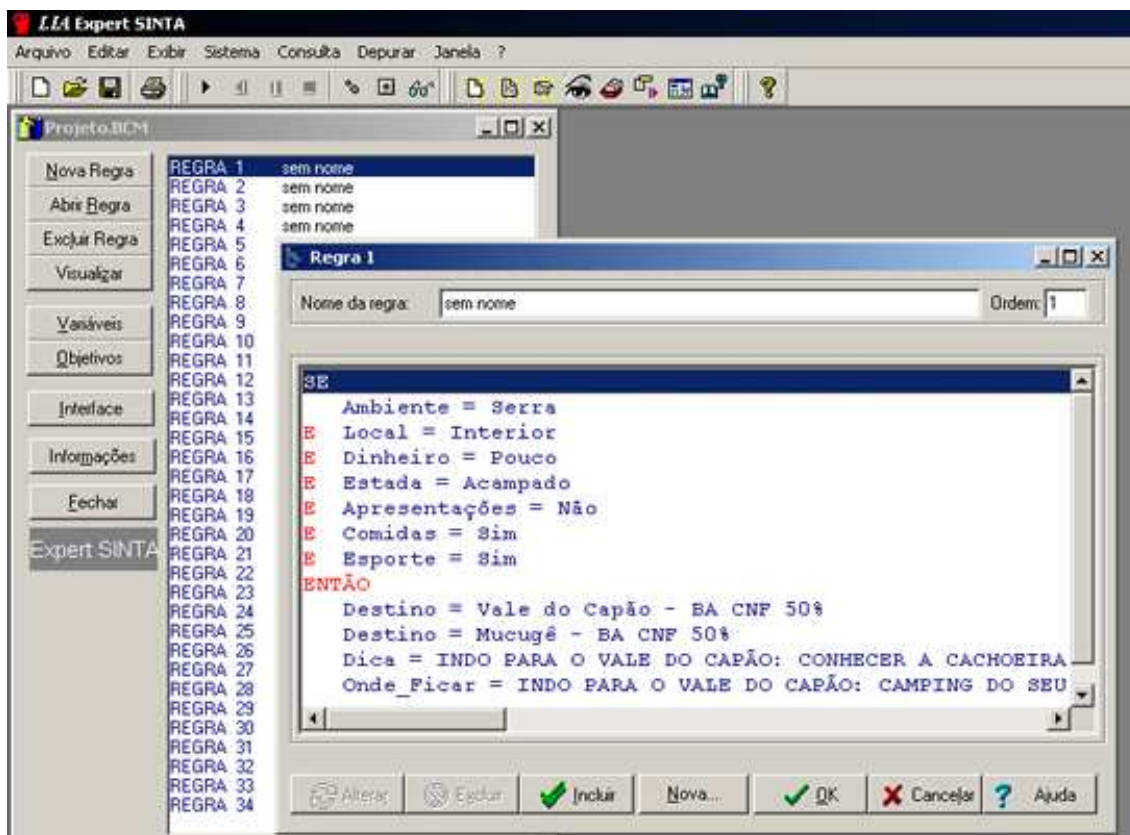 LIA Expert SINTA
Arquivo Editar Exibir Sistema Consulta Depurar Janela ?
Projeto.BCM
Nova Regra
Abrir Regra
Excluir Regra
Visualizar
Variáveis
Objetivos
Interface
Informações
Fechar
Expert SINTA
REGRA 1 sem nome
REGRA 2 sem nome
REGRA 3 sem nome
REGRA 4 sem nome
REGRA 5
REGRA 6
REGRA 7
REGRA 8
REGRA 9
REGRA 10
REGRA 11
REGRA 12
REGRA 13
REGRA 14
REGRA 15
REGRA 16
REGRA 17
REGRA 18
REGRA 19
REGRA 20
REGRA 21
REGRA 22
REGRA 23
REGRA 24
REGRA 25
REGRA 26
REGRA 27
REGRA 28
REGRA 29
REGRA 30
REGRA 31
REGRA 32
REGRA 33
REGRA 34
Regra 1
Nome da regra: sem nome Ordem: 1
SE
Ambiente = Serra
E Local = Interior
E Dinheiro = Pouco
E Estada = Acampado
E Apresentações = Não
E Comidas = Sim
E Esporte = Sim
ENTÃO
Destino = Vale do Capão - BA CNF 50%
Destino = Mucugê - BA CNF 50%
Dica = INDO PARA O VALE DO CAPÃO: CONHECER A CACHOEIRA
Onde_Ficar = INDO PARA O VALE DO CAPÃO: CAMPING DO SEU
Alterar Excluir Incluir Nova... OK Cancelar Ajuda